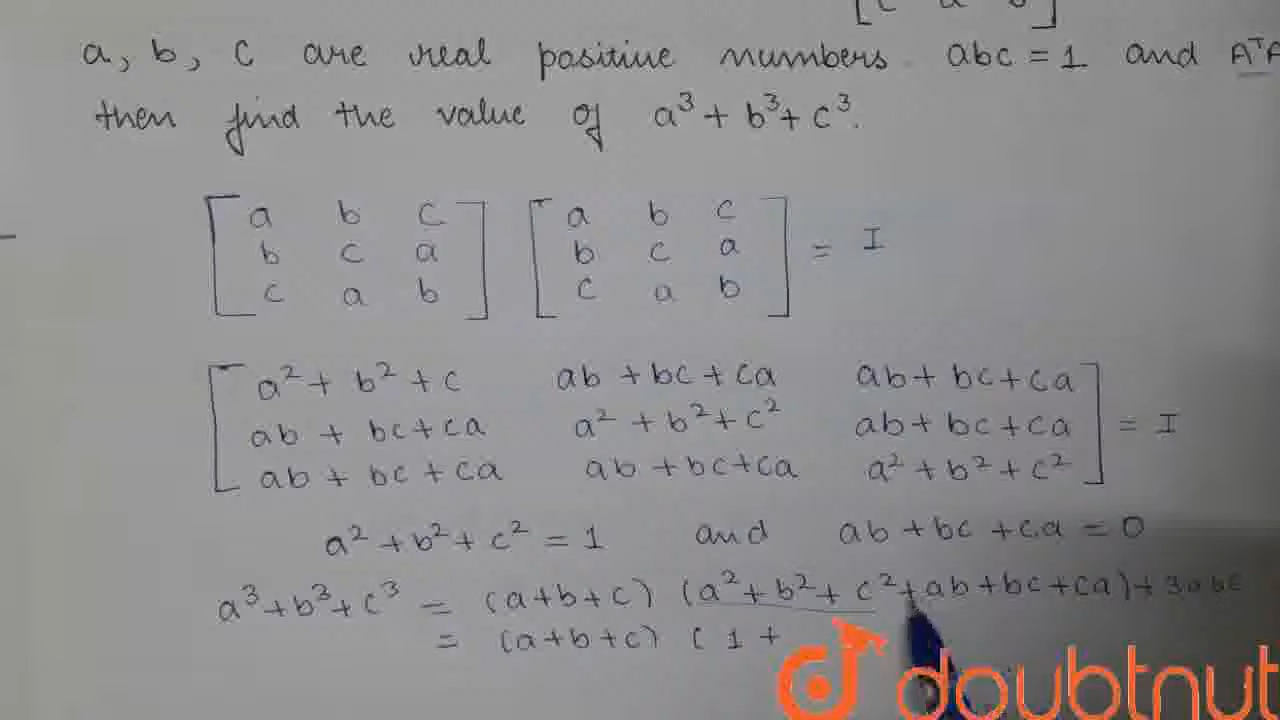 [c a b]
a, b, c are real positive numbers. abc = 1 and AᵀA
then find the value of a³ + b³ + c³.
[a b c] [a b c]
[b c a] [b c a] = I
[c a b] [c a b]
[a² + b² + c ab + bc + ca ab + bc + ca]
[ab + bc + ca a² + b² + c² ab + bc + ca] = I
[ab + bc + ca ab + bc + ca a² + b² + c²]
a² + b² + c² = 1 and ab + bc + ca = 0
a³ + b³ + c³ = (a + b + c) (a² + b² + c² + ab + bc + ca) + 3abc
= (a + b + c) ( 1 +
doubtnut